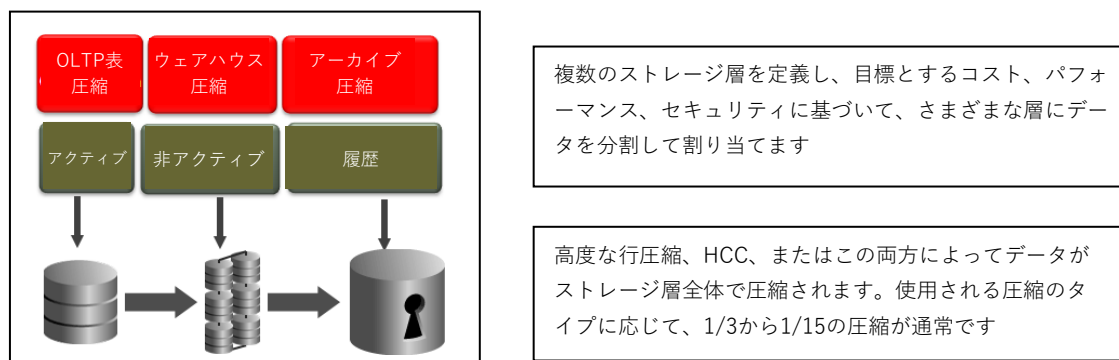 OLTP表
圧縮
ウェアハウス
圧縮
アーカイブ
圧縮
アクティブ
非アクティブ
履歴
複数のストレージ層を定義し、目標とするコスト、パフォ
ーマンス、セキュリティに基づいて、さまざまな層にデー
タを分割して割り当てます
高度な行圧縮、HCC、またはこの両方によってデータが
ストレージ層全体で圧縮されます。使用される圧縮のタ
イプに応じて、1/3から1/15の圧縮が通常です